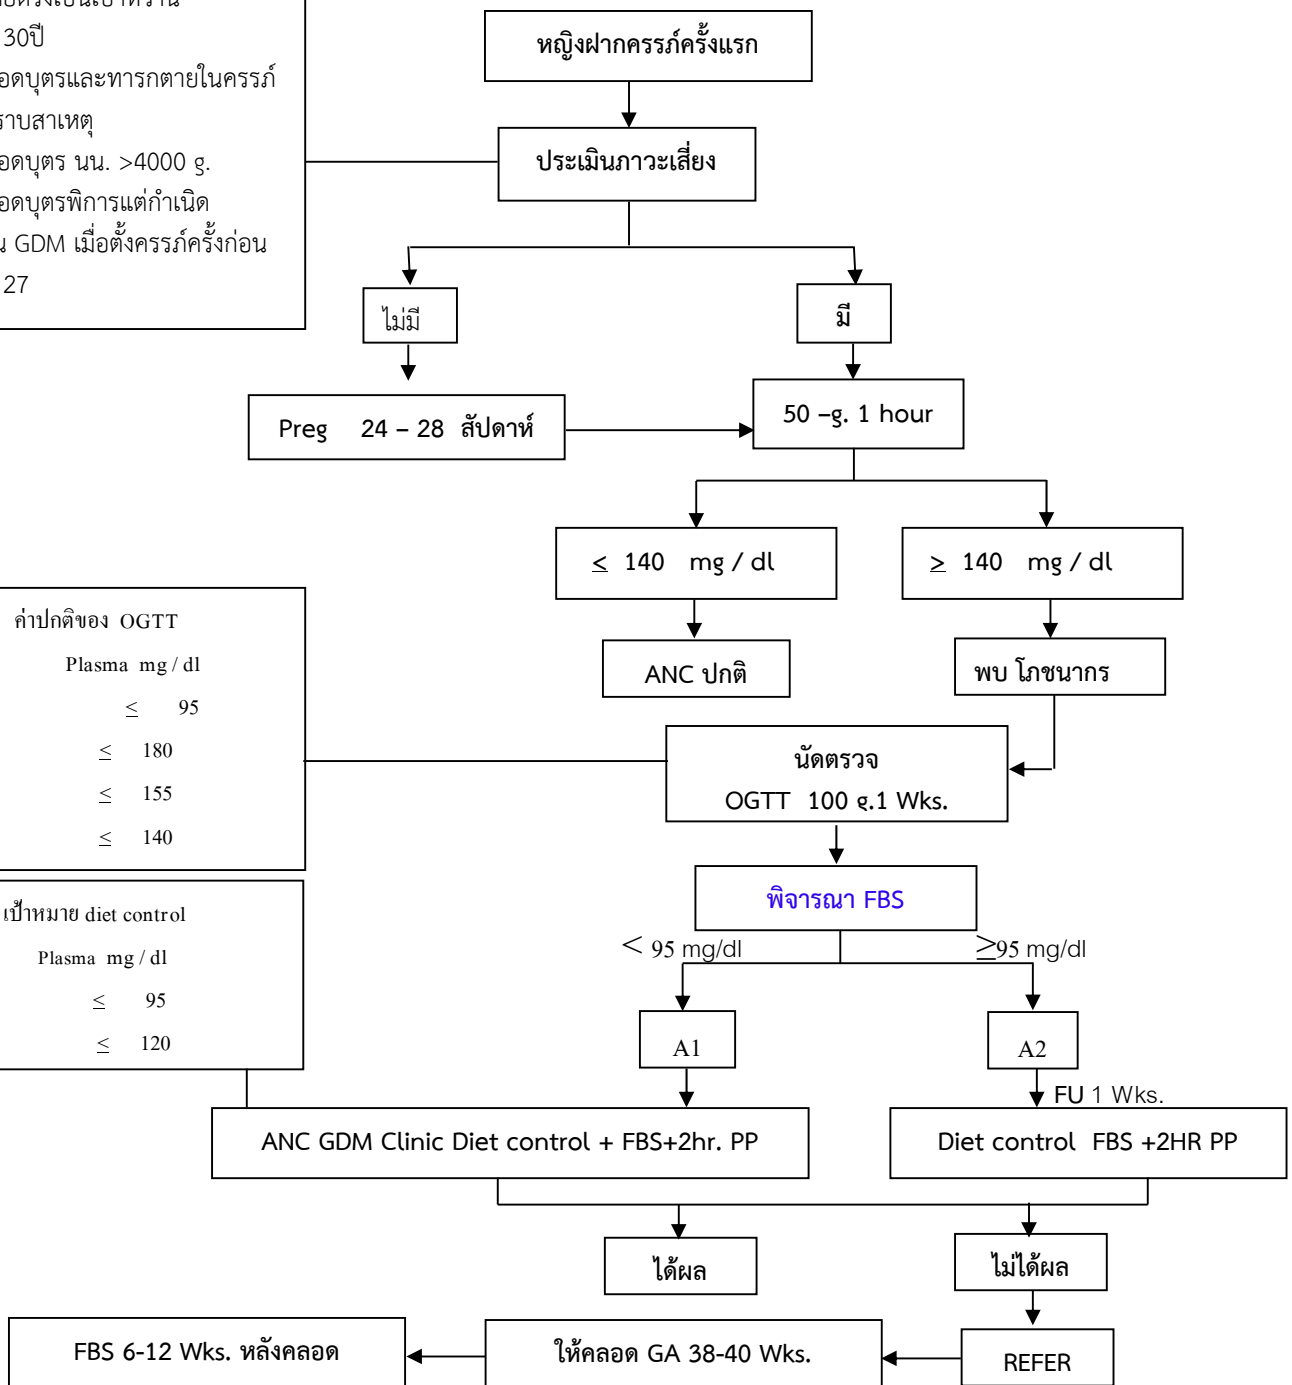 30ปี
อดบุตรและทารกตายในครรภ์
ราบสาเหตุ
อดบุตร นน. >4000 g.
อดบุตรพิการแต่กำเนิด
น GDM เมื่อตั้งครรภ์ครั้งก่อน
27
หญิงฝากครรภ์ครั้งแรก
ประเมินภาวะเสี่ยง
ไม่มี
มี
Preg 24 – 28 สัปดาห์
50 –g. 1 hour
≤ 140 mg / dl
≥ 140 mg / dl
ANC ปกติ
พบ โภชนากร
ค่าปกติของ OGTT
Plasma mg / dl
≤ 95
≤ 180
≤ 155
≤ 140
นัดตรวจ
OGTT 100 g.1 Wks.
พิจารณา FBS
< 95 mg/dl
≥95 mg/dl
เป้าหมาย diet control
Plasma mg / dl
≤ 95
≤ 120
A1
A2
FU 1 Wks.
ANC GDM Clinic Diet control + FBS+2hr. PP
Diet control FBS +2HR PP
ได้ผล
ไม่ได้ผล
FBS 6-12 Wks. หลังคลอด
ให้คลอด GA 38-40 Wks.
REFER